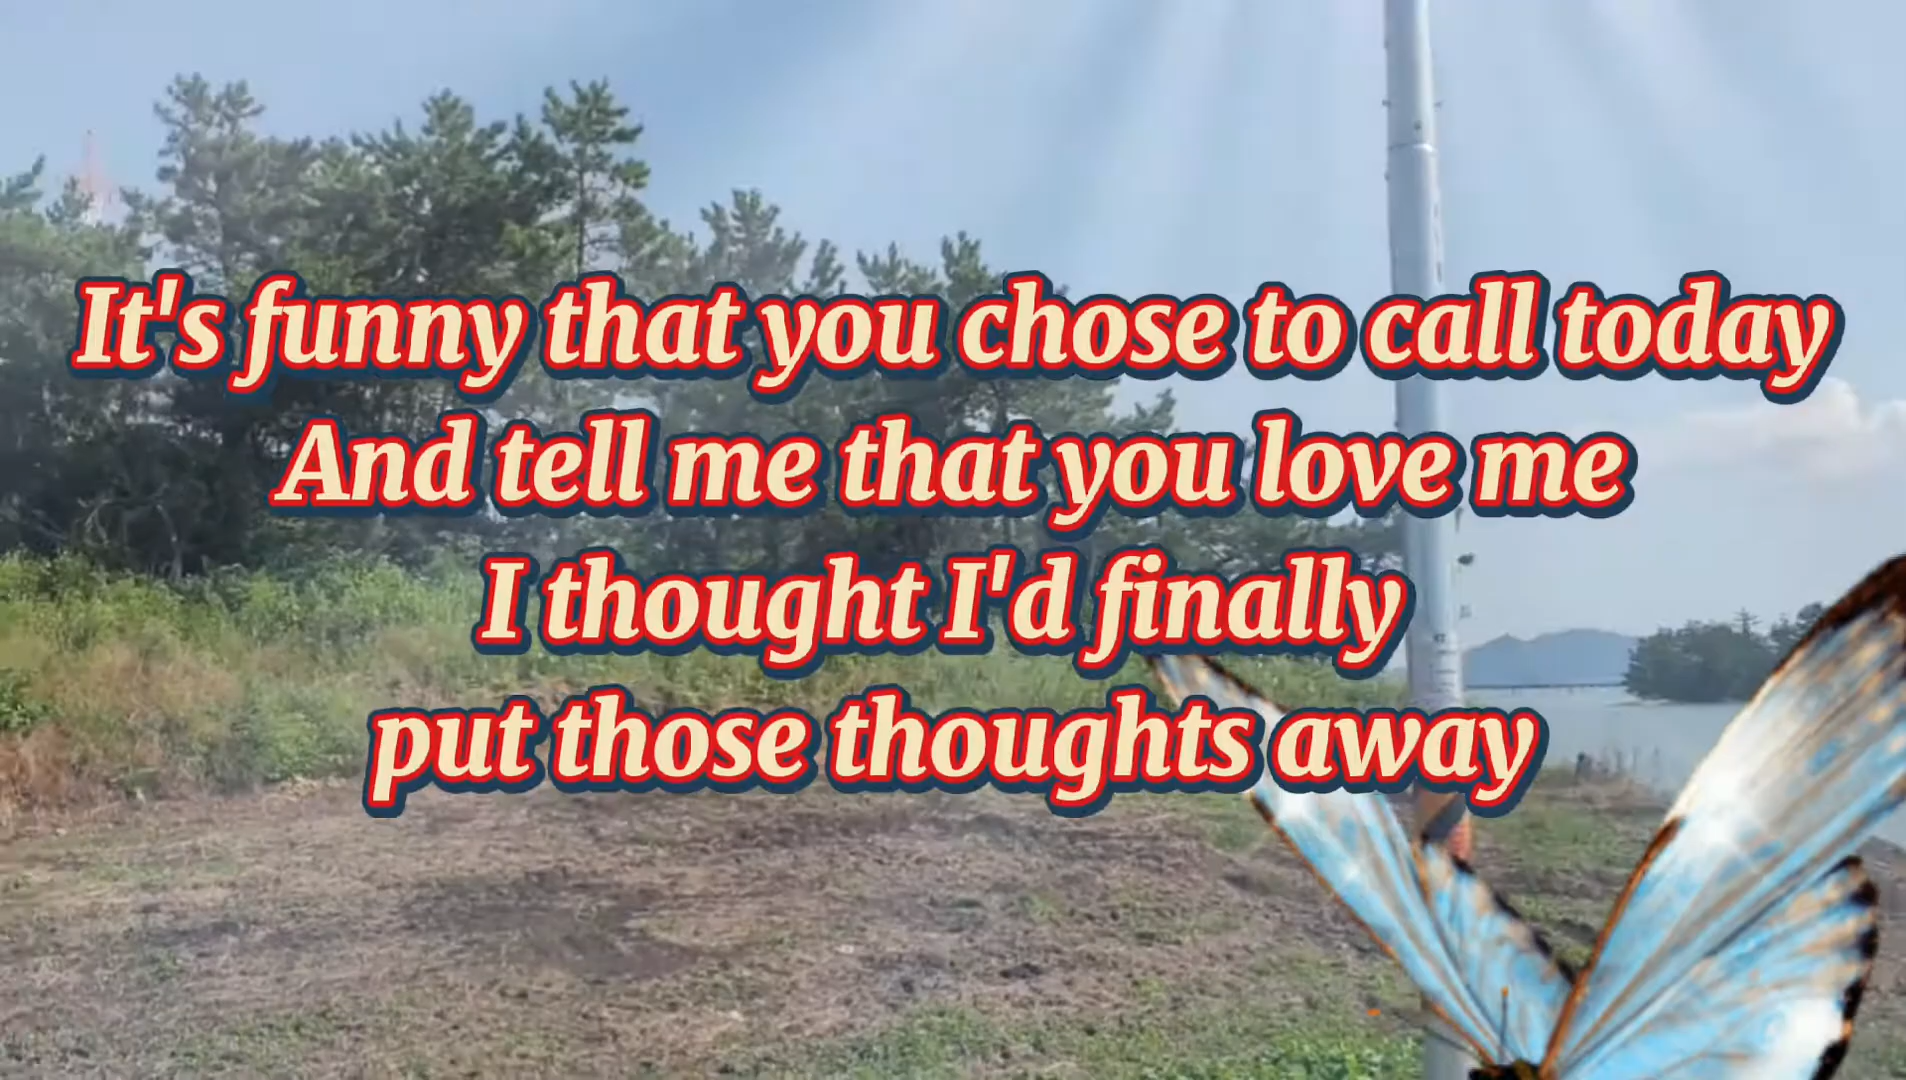 It's funny that you chose to call today
And tell me that you love me
I thought I'd finally
put those thoughts away